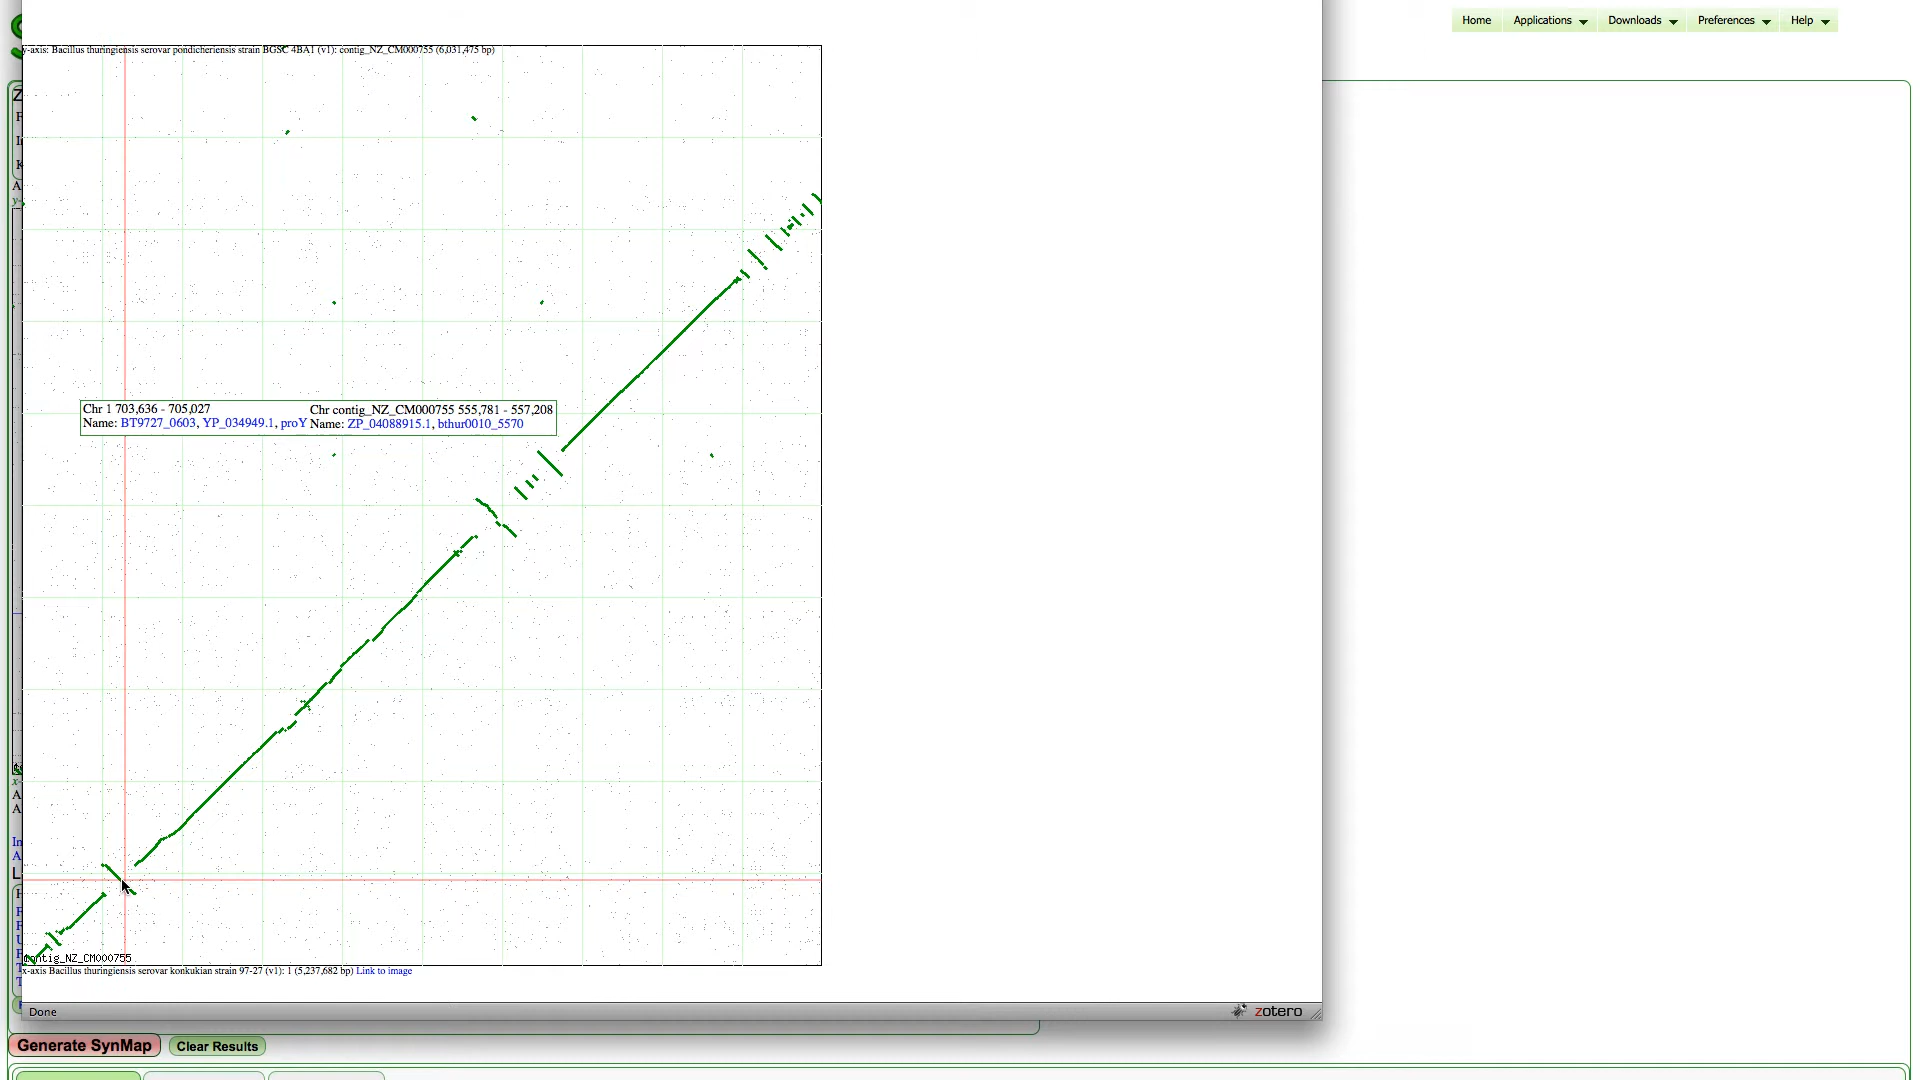 Home Applications Downloads Preferences Help
y-axis: Bacillus thuringiensis serovar pondicheriensis strain BGSC 4BA1 (v1): contig_NZ_CM000755 (6,031,475 bp)
Chr 1 703,636 - 705,027
Name: BT9727_0603, YP_034949.1, proY
Chr contig_NZ_CM000755 555,781 - 557,208
Name: ZP_04088915.1, bthur0010_5570
contig_NZ_CM000755
x-axis Bacillus thuringiensis serovar konkukian strain 97-27 (v1): 1 (5,237,682 bp) Link to image
Done
zotero
Generate SynMap Clear Results